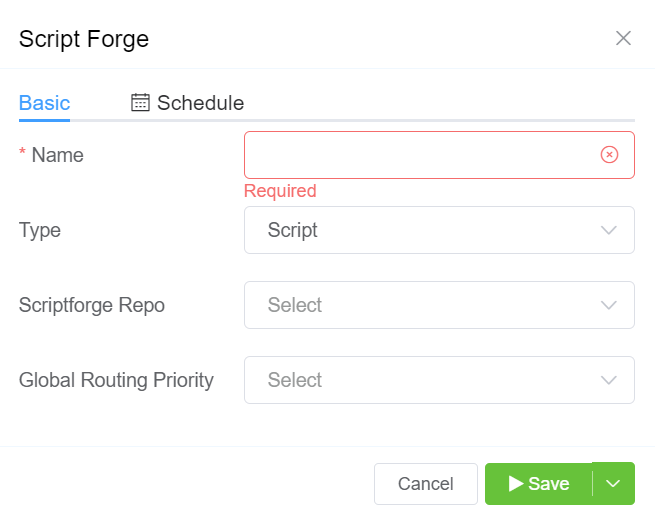 Script Forge
Basic
Schedule
* Name
Required
Type
Script
Scriptforge Repo
Select
Global Routing Priority
Select
Cancel
Save